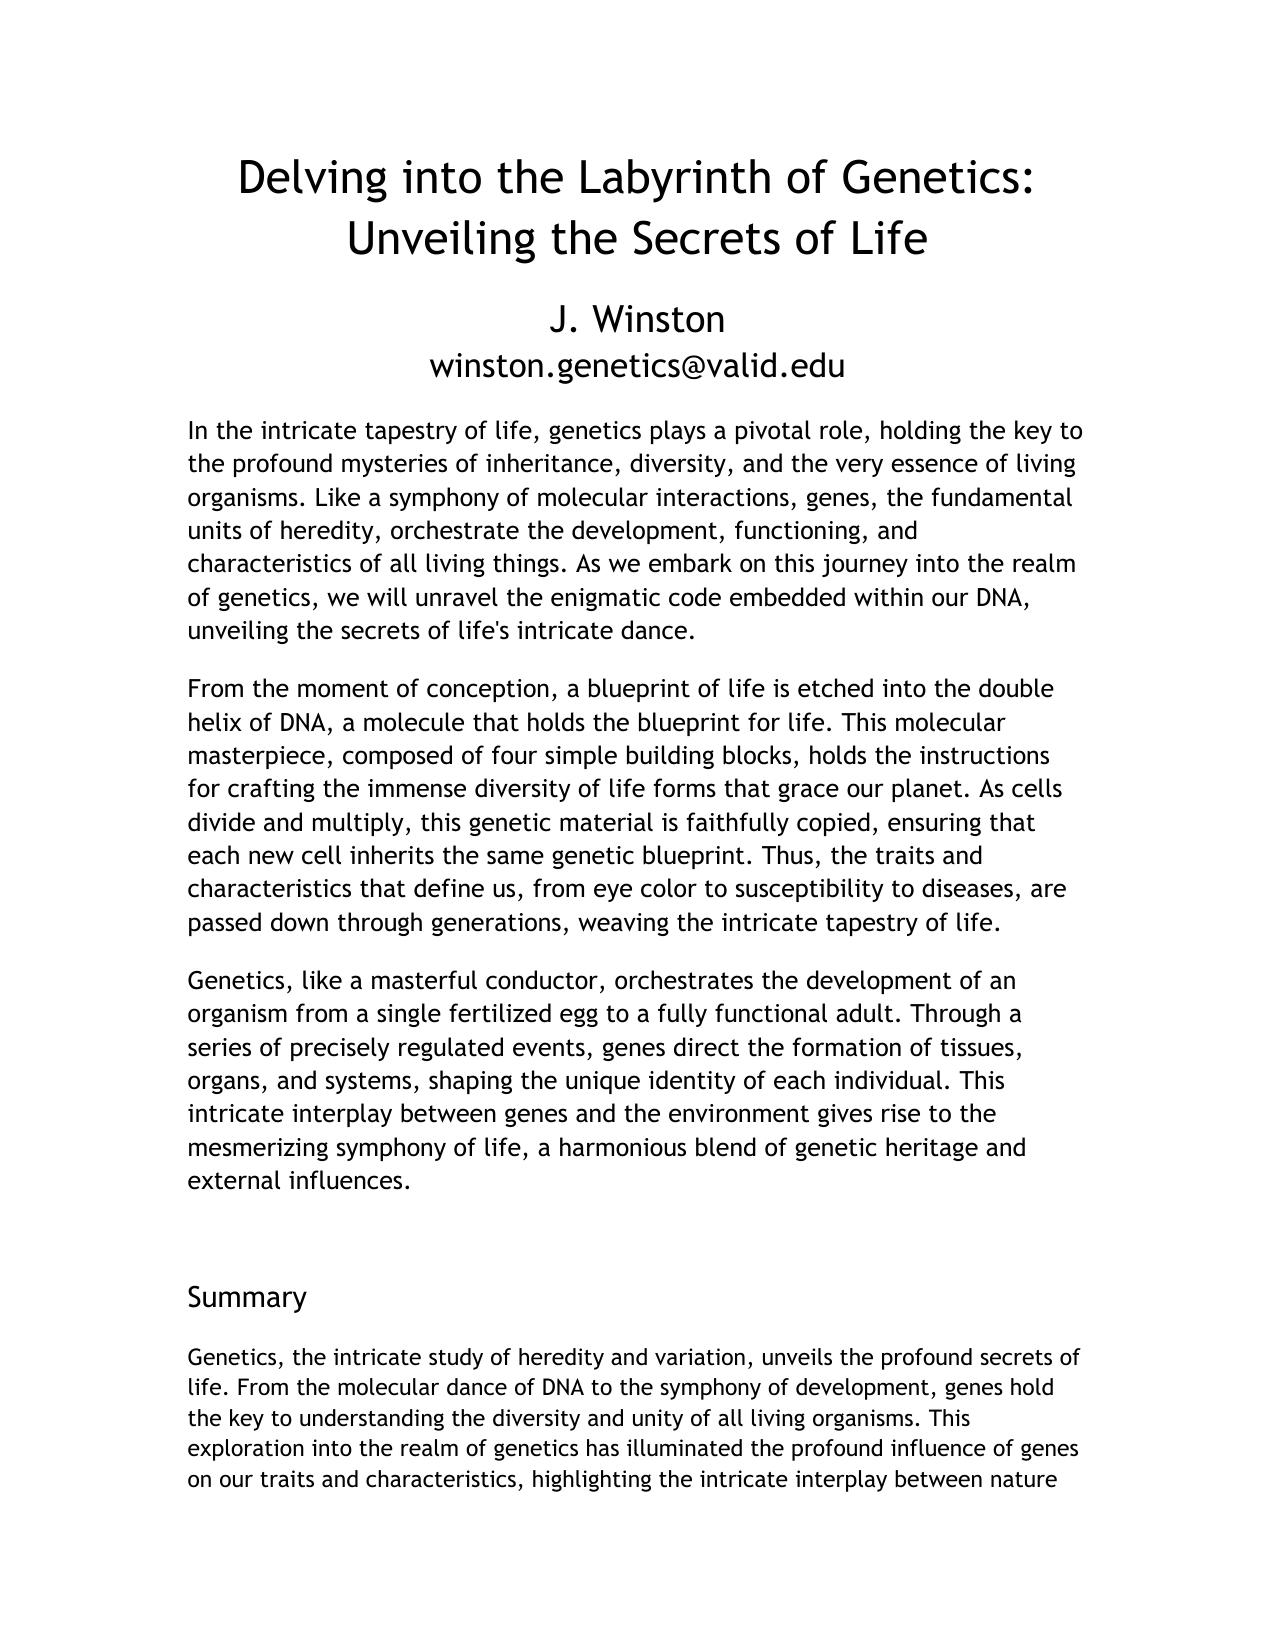 Delving into the Labyrinth of Genetics:
Unveiling the Secrets of Life
J. Winston
winston.genetics@valid.edu
In the intricate tapestry of life, genetics plays a pivotal role, holding the key to
the profound mysteries of inheritance, diversity, and the very essence of living
organisms. Like a symphony of molecular interactions, genes, the fundamental
units of heredity, orchestrate the development, functioning, and
characteristics of all living things. As we embark on this journey into the realm
of genetics, we will unravel the enigmatic code embedded within our DNA,
unveiling the secrets of life's intricate dance.
From the moment of conception, a blueprint of life is etched into the double
helix of DNA, a molecule that holds the blueprint for life. This molecular
masterpiece, composed of four simple building blocks, holds the instructions
for crafting the immense diversity of life forms that grace our planet. As cells
divide and multiply, this genetic material is faithfully copied, ensuring that
each new cell inherits the same genetic blueprint. Thus, the traits and
characteristics that define us, from eye color to susceptibility to diseases, are
passed down through generations, weaving the intricate tapestry of life.
Genetics, like a masterful conductor, orchestrates the development of an
organism from a single fertilized egg to a fully functional adult. Through a
series of precisely regulated events, genes direct the formation of tissues,
organs, and systems, shaping the unique identity of each individual. This
intricate interplay between genes and the environment gives rise to the
mesmerizing symphony of life, a harmonious blend of genetic heritage and
external influences.
Summary
Genetics, the intricate study of heredity and variation, unveils the profound secrets of
life. From the molecular dance of DNA to the symphony of development, genes hold
the key to understanding the diversity and unity of all living organisms. This
exploration into the realm of genetics has illuminated the profound influence of genes
on our traits and characteristics, highlighting the intricate interplay between nature